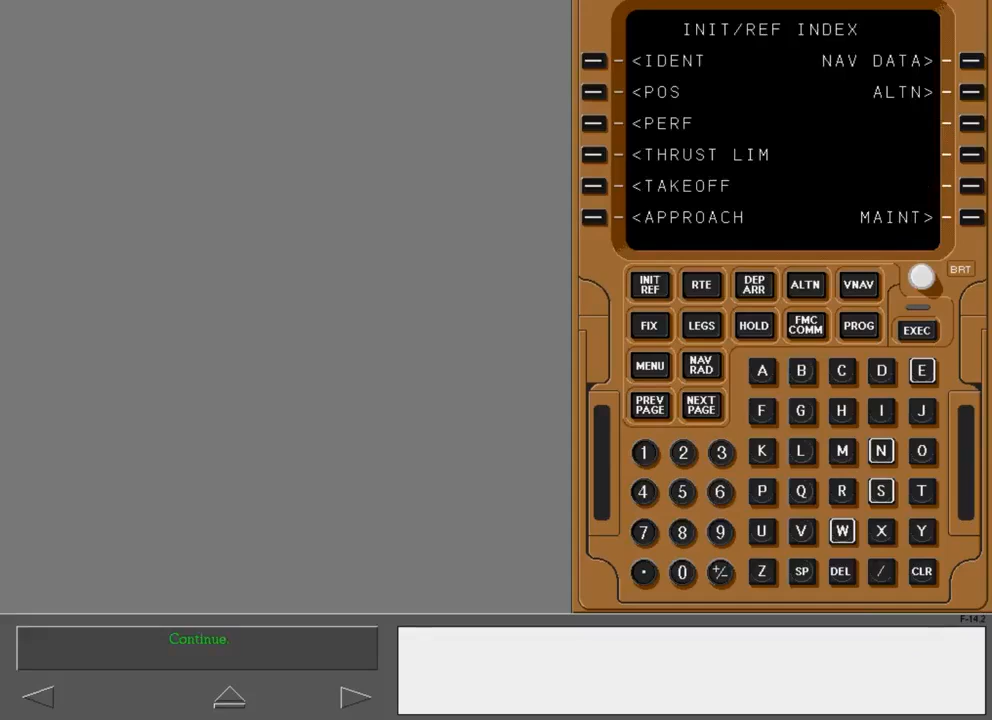 INIT/REF INDEX
<IDENT NAV DATA>
<POS ALTN>
<PERF
<THRUST LIM
<TAKEOFF
<APPROACH MAINT>
INIT REF RTE DEP ARR ALTN VNAV BRT
FIX LEGS HOLD FMC COMM PROG EXEC
MENU NAV RAD A B C D E
PREV PAGE NEXT PAGE F G H I J
1 2 3 K L M N O
4 5 6 P Q R S T
7 8 9 U V W X Y
. 0 +/- Z SP DEL / CLR
F-14.2
Continue.